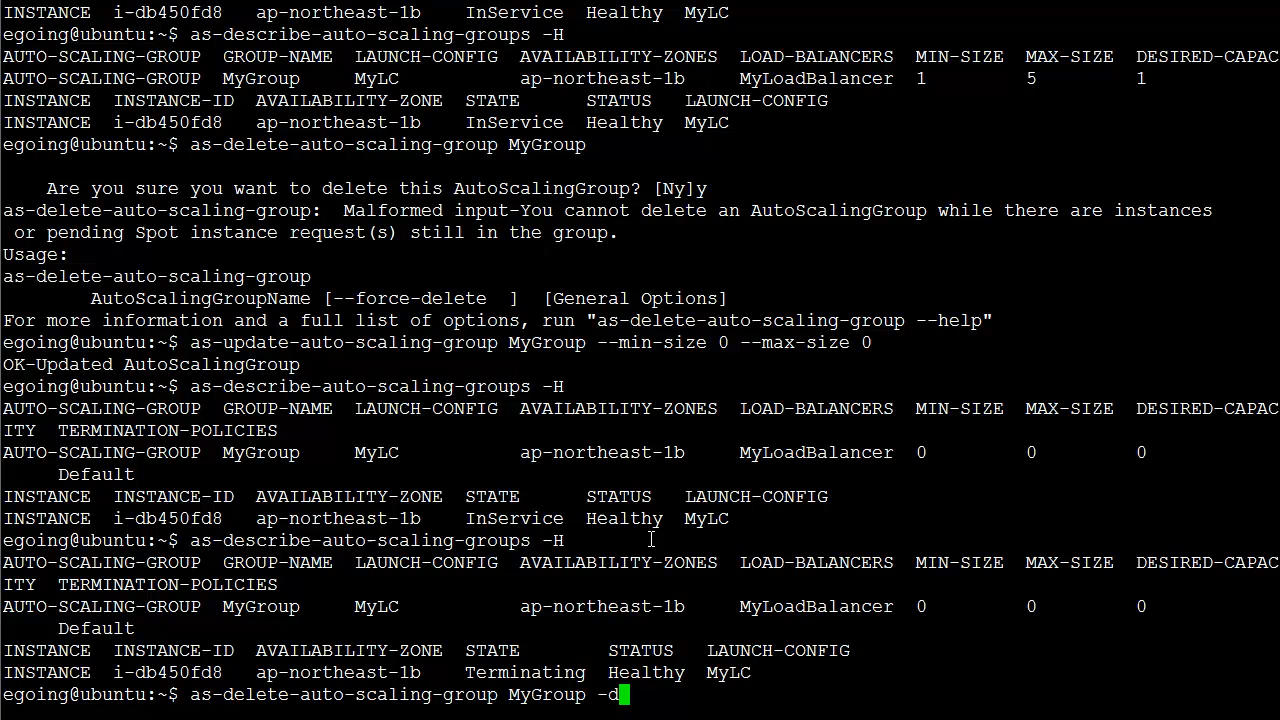 INSTANCE  i-db450fd8   ap-northeast-1b    InService  Healthy  MyLC
egoing@ubuntu:~$ as-describe-auto-scaling-groups -H
AUTO-SCALING-GROUP  GROUP-NAME  LAUNCH-CONFIG  AVAILABILITY-ZONES  LOAD-BALANCERS  MIN-SIZE  MAX-SIZE  DESIRED-CAPAC
AUTO-SCALING-GROUP  MyGroup     MyLC           ap-northeast-1b     MyLoadBalancer  1         5         1
INSTANCE  INSTANCE-ID  AVAILABILITY-ZONE  STATE      STATUS   LAUNCH-CONFIG
INSTANCE  i-db450fd8   ap-northeast-1b    InService  Healthy  MyLC
egoing@ubuntu:~$ as-delete-auto-scaling-group MyGroup
    Are you sure you want to delete this AutoScalingGroup? [Ny]y
as-delete-auto-scaling-group:  Malformed input-You cannot delete an AutoScalingGroup while there are instances
 or pending Spot instance request(s) still in the group.
Usage:
as-delete-auto-scaling-group
        AutoScalingGroupName [--force-delete  ]  [General Options]
For more information and a full list of options, run "as-delete-auto-scaling-group --help"
egoing@ubuntu:~$ as-update-auto-scaling-group MyGroup --min-size 0 --max-size 0
OK-Updated AutoScalingGroup
egoing@ubuntu:~$ as-describe-auto-scaling-groups -H
AUTO-SCALING-GROUP  GROUP-NAME  LAUNCH-CONFIG  AVAILABILITY-ZONES  LOAD-BALANCERS  MIN-SIZE  MAX-SIZE  DESIRED-CAPAC
ITY  TERMINATION-POLICIES
AUTO-SCALING-GROUP  MyGroup     MyLC           ap-northeast-1b     MyLoadBalancer  0         0         0
     Default
INSTANCE  INSTANCE-ID  AVAILABILITY-ZONE  STATE      STATUS   LAUNCH-CONFIG
INSTANCE  i-db450fd8   ap-northeast-1b    InService  Healthy  MyLC
egoing@ubuntu:~$ as-describe-auto-scaling-groups -H
AUTO-SCALING-GROUP  GROUP-NAME  LAUNCH-CONFIG  AVAILABILITY-ZONES  LOAD-BALANCERS  MIN-SIZE  MAX-SIZE  DESIRED-CAPAC
ITY  TERMINATION-POLICIES
AUTO-SCALING-GROUP  MyGroup     MyLC           ap-northeast-1b     MyLoadBalancer  0         0         0
     Default
INSTANCE  INSTANCE-ID  AVAILABILITY-ZONE  STATE        STATUS   LAUNCH-CONFIG
INSTANCE  i-db450fd8   ap-northeast-1b    Terminating  Healthy  MyLC
egoing@ubuntu:~$ as-delete-auto-scaling-group MyGroup -d